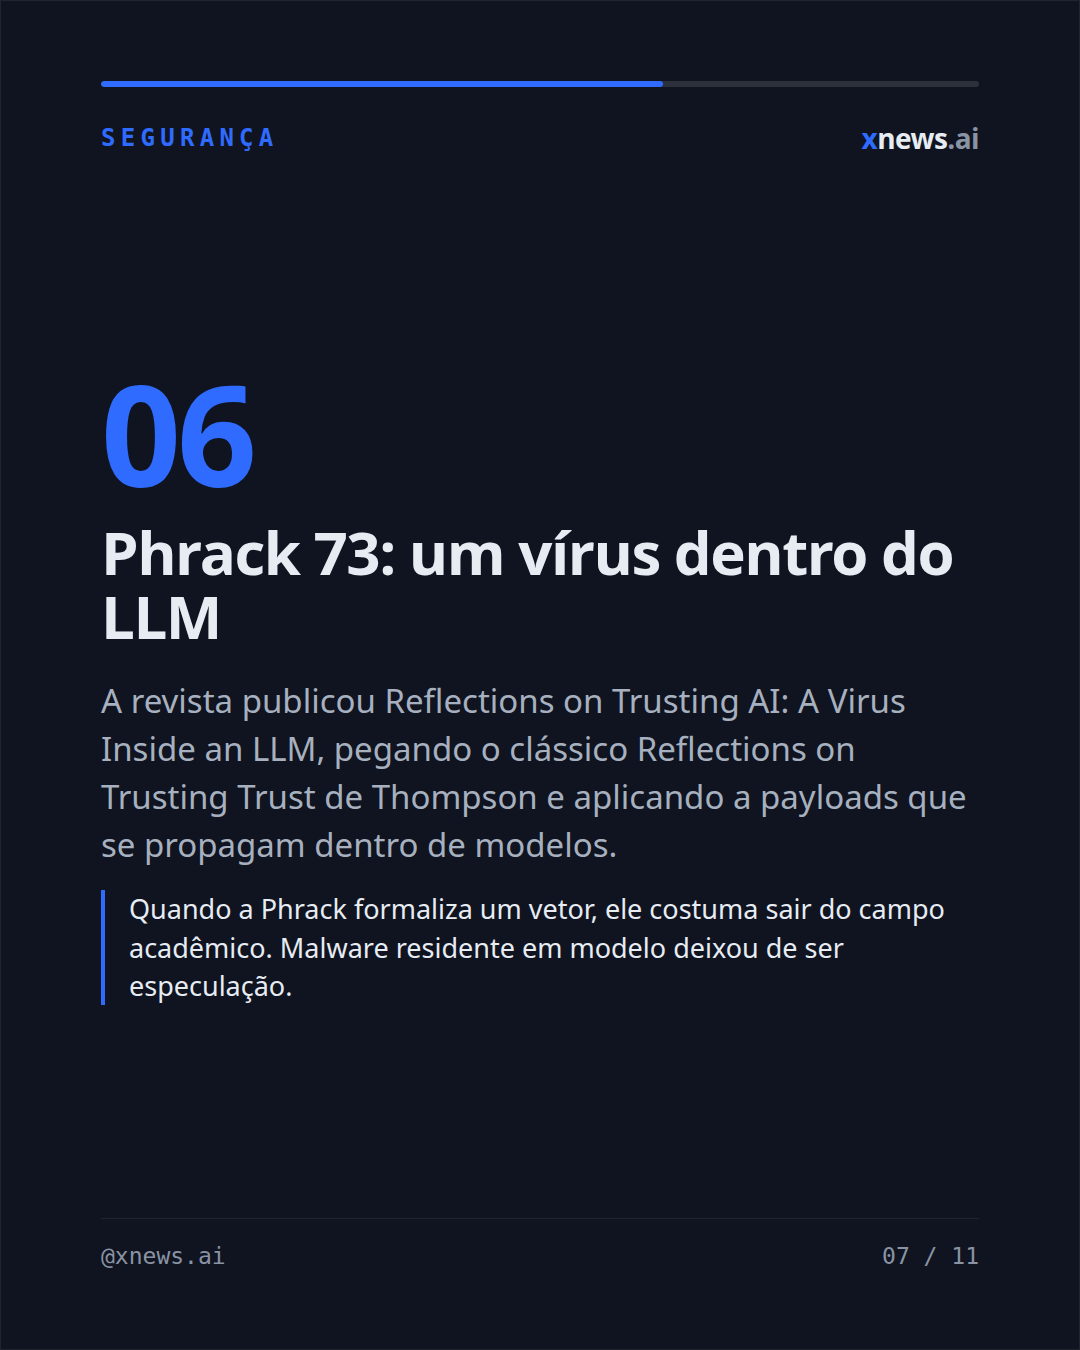 SEGURANÇA
xnews.ai
06
Phrack 73: um vírus dentro do
LLM
A revista publicou Reflections on Trusting AI: A Virus
Inside an LLM, pegando o clássico Reflections on
Trusting Trust de Thompson e aplicando a payloads que
se propagam dentro de modelos.
Quando a Phrack formaliza um vetor, ele costuma sair do campo
acadêmico. Malware residente em modelo deixou de ser
especulação.
@xnews.ai
07 / 11